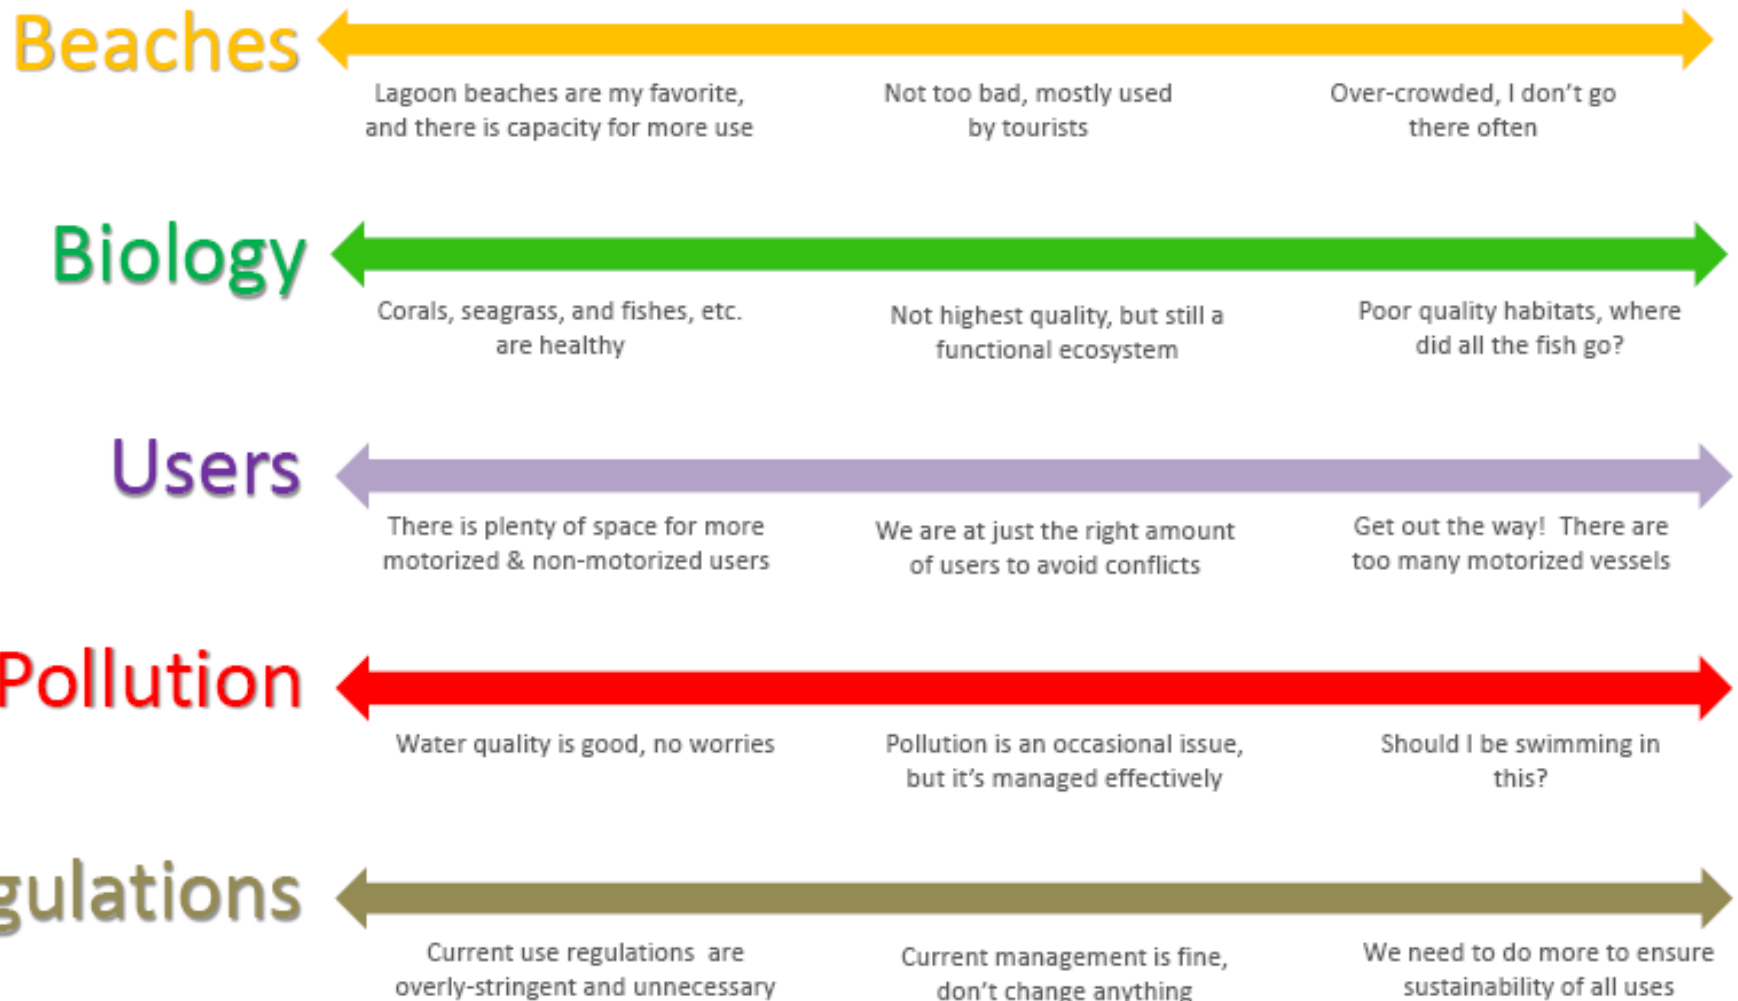 Beaches
Lagoon beaches are my favorite,
and there is capacity for more use
Not too bad, mostly used
by tourists
Over-crowded, I don't go
there often
Biology
Corals, seagrass, and fishes, etc.
are healthy
Not highest quality, but still a
functional ecosystem
Poor quality habitats, where
did all the fish go?
Users
There is plenty of space for more
motorized & non-motorized users
We are at just the right amount
of users to avoid conflicts
Get out the way!  There are
too many motorized vessels
Pollution
Water quality is good, no worries
Pollution is an occasional issue,
but it's managed effectively
Should I be swimming in
this?
gulations
Current use regulations  are
overly-stringent and unnecessary
Current management is fine,
don't change anything
We need to do more to ensure
sustainability of all uses